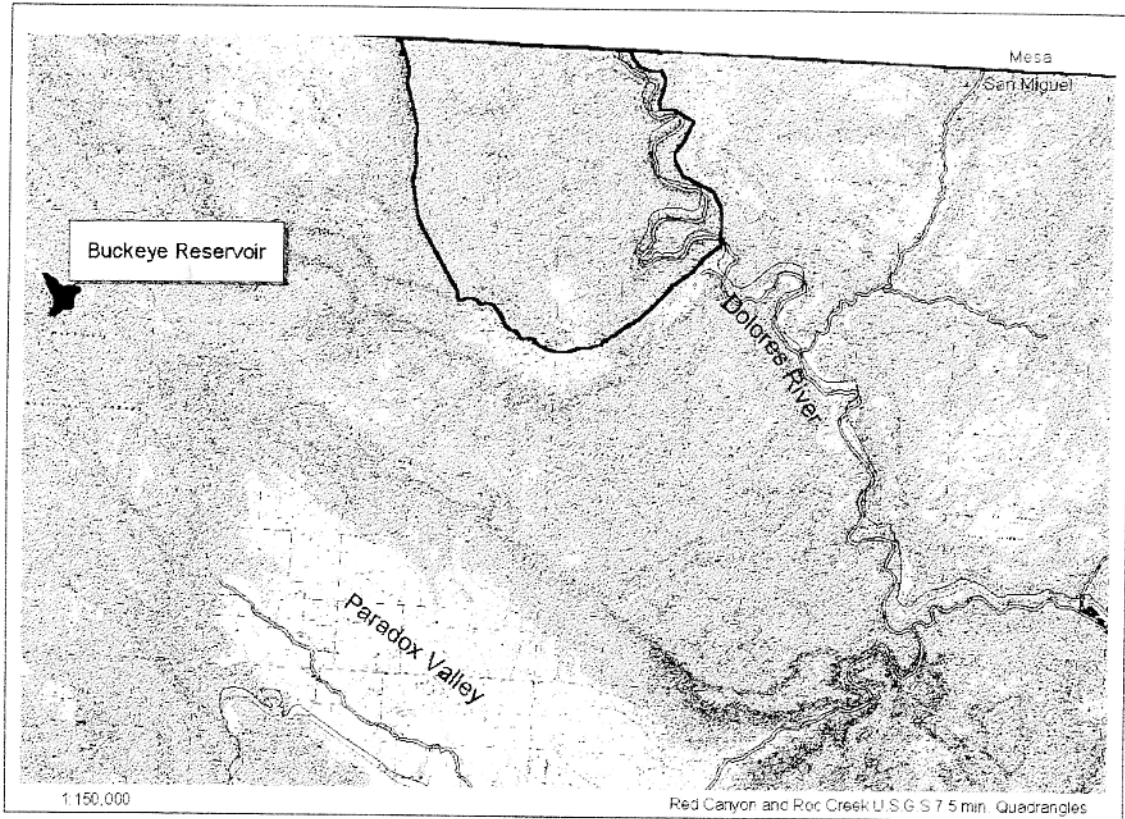 Mesa
San Miguel
Buckeye Reservoir
Dolores River
Paradox Valley
1:150,000
Red Canyon and Roc Creek U.S.G.S 7.5 min. Quadrangles